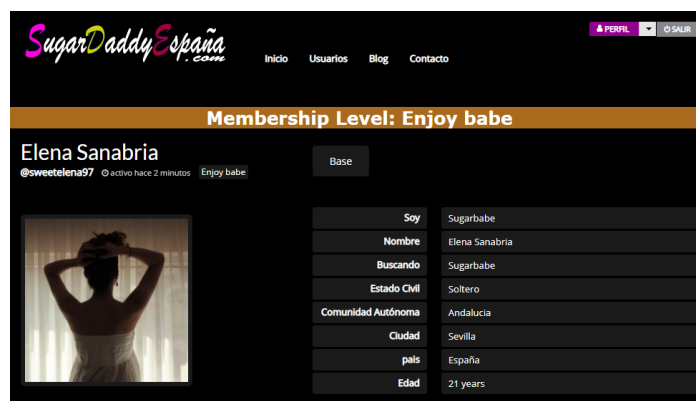 SugarDaddyEspaña
.com
Inicio Usuarios Blog Contacto
PERFIL SALIR
Membership Level: Enjoy babe
Elena Sanabria
@sweetelena97 activo hace 2 minutos Enjoy babe
Base
Soy Sugarbabe
Nombre Elena Sanabria
Buscando Sugarbabe
Estado Civil Soltero
Comunidad Autónoma Andalucia
Ciudad Sevilla
pais España
Edad 21 years